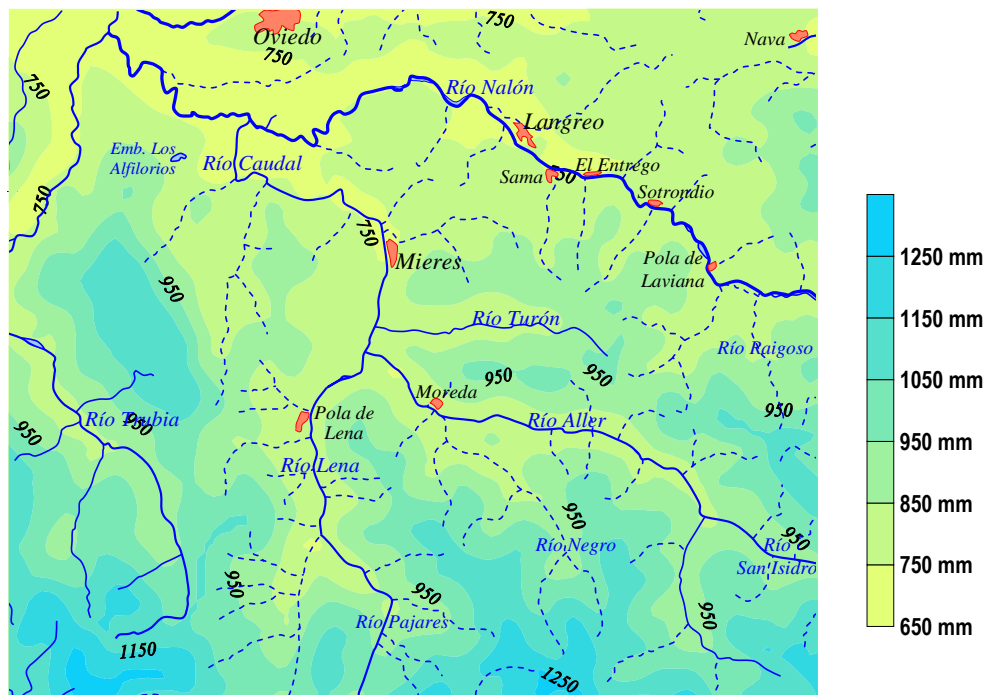 750
Oviedo
750
Nava
750
Río Nalón
Langreo
Emb. Los
Alfilorios
Río Caudal
Sama
750
El Entrego
Sotrondio
750
750
Mieres
Pola de
Laviana
950
Río Turón
Río Raigoso
950
950
Moreda
950
Río Trubia
950
950
Pola de
Lena
Río Aller
Río Lena
950
Río Negro
950
Río
San Isidro
950
950
950
Río Pajares
1150
1250
1250 mm
1150 mm
1050 mm
950 mm
850 mm
750 mm
650 mm